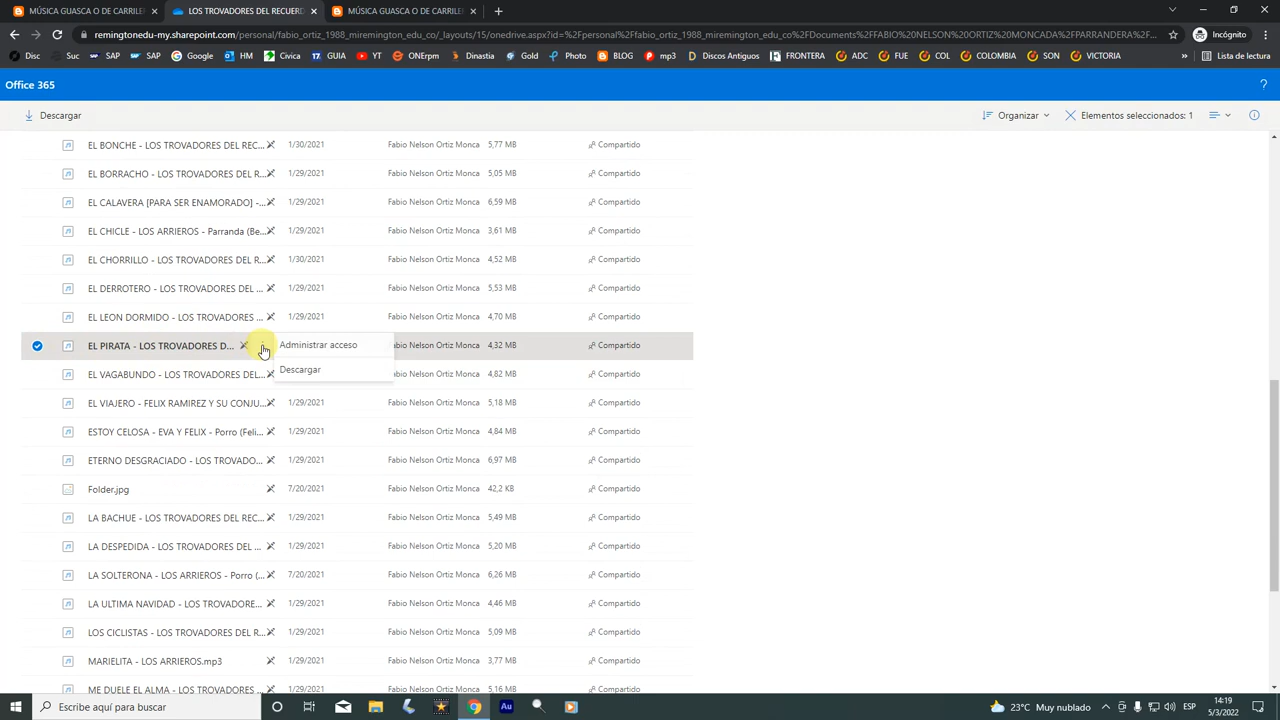 MÚSICA GUASCA O DE CARRILE
LOS TROVADORES DEL RECUERD
MÚSICA GUASCA O DE CARRILE
remingtonedu-my.sharepoint.com/personal/fabio_ortiz_1988_miremington_edu_co/_layouts/15/onedrive.aspx?id=%2Fpersonal%2Ffabio_ortiz_1988_miremington_edu_co%2FDocuments%2FFABIO%20NELSON%20ORTIZ%20MONCADA%2FPARRANDERA%2F...
Incógnito
Disc SAP SAP Google HM Civica GUIA YT ONErpm Dinastia Gold Photo BLOG mp3 Discos Antiguos FRONTERA ADC FUE COL COLOMBIA SON VICTORIA » Lista de lectura
Office 365 ?
Descargar Organizar Elementos seleccionados: 1
EL BONCHE - LOS TROVADORES DEL REC... 1/30/2021 Fabio Nelson Ortiz Monca 5,77 MB Compartido
EL BORRACHO - LOS TROVADORES DEL R... 1/29/2021 Fabio Nelson Ortiz Monca 5,05 MB Compartido
EL CALAVERA [PARA SER ENAMORADO] -... 1/29/2021 Fabio Nelson Ortiz Monca 6,59 MB Compartido
EL CHICLE - LOS ARRIEROS - Parranda (Be... 1/29/2021 Fabio Nelson Ortiz Monca 3,61 MB Compartido
EL CHORRILLO - LOS TROVADORES DEL R... 1/30/2021 Fabio Nelson Ortiz Monca 4,52 MB Compartido
EL DERROTERO - LOS TROVADORES DEL ... 1/29/2021 Fabio Nelson Ortiz Monca 5,53 MB Compartido
EL LEON DORMIDO - LOS TROVADORES ... 1/29/2021 Fabio Nelson Ortiz Monca 4,70 MB Compartido
EL PIRATA - LOS TROVADORES D... Administrar acceso Fabio Nelson Ortiz Monca 4,32 MB Compartido
Descargar
EL VAGABUNDO - LOS TROVADORES DEL... Fabio Nelson Ortiz Monca 4,82 MB Compartido
EL VIAJERO - FELIX RAMIREZ Y SU CONJU... 1/29/2021 Fabio Nelson Ortiz Monca 5,18 MB Compartido
ESTOY CELOSA - EVA Y FELIX - Porro (Feli... 1/29/2021 Fabio Nelson Ortiz Monca 4,84 MB Compartido
ETERNO DESGRACIADO - LOS TROVADO... 1/29/2021 Fabio Nelson Ortiz Monca 6,97 MB Compartido
Folder.jpg 7/20/2021 Fabio Nelson Ortiz Monca 42,2 KB Compartido
LA BACHUE - LOS TROVADORES DEL REC... 1/29/2021 Fabio Nelson Ortiz Monca 5,49 MB Compartido
LA DESPEDIDA - LOS TROVADORES DEL ... 1/29/2021 Fabio Nelson Ortiz Monca 5,20 MB Compartido
LA SOLTERONA - LOS ARRIEROS - Porro (... 7/20/2021 Fabio Nelson Ortiz Monca 6,26 MB Compartido
LA ULTIMA NAVIDAD - LOS TROVADORE... 1/29/2021 Fabio Nelson Ortiz Monca 4,46 MB Compartido
LOS CICLISTAS - LOS TROVADORES DEL R... 1/29/2021 Fabio Nelson Ortiz Monca 5,09 MB Compartido
MARIELITA - LOS ARRIEROS.mp3 1/29/2021 Fabio Nelson Ortiz Monca 3,77 MB Compartido
ME DUELE EL ALMA - LOS TROVADORES ... 1/29/2021 Fabio Nelson Ortiz Monca 5,16 MB Compartido
Escribe aquí para buscar Au 23°C Muy nublado ESP 14:19
5/3/2022